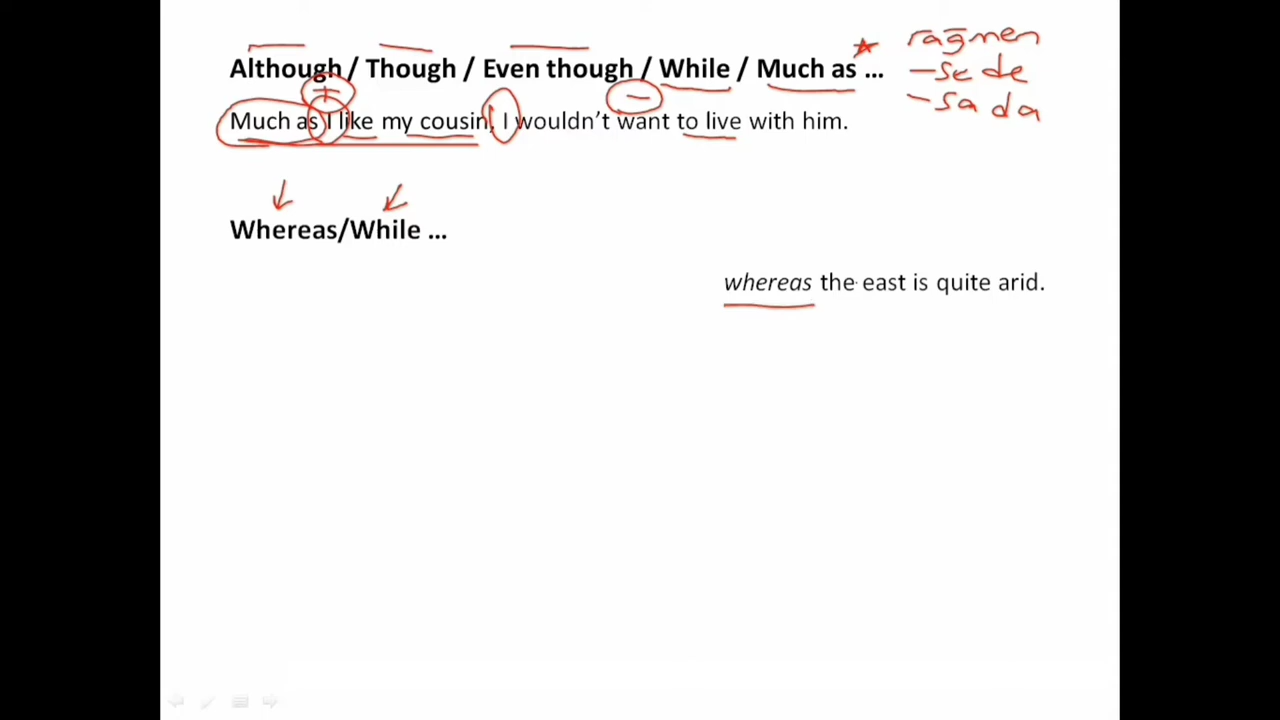 Although / Though / Even though / While / Much as ...
rağmen
-se de
-sa da
+
-
Much as I like my cousin, I wouldn't want to live with him.
Whereas/While ...
whereas the east is quite arid.